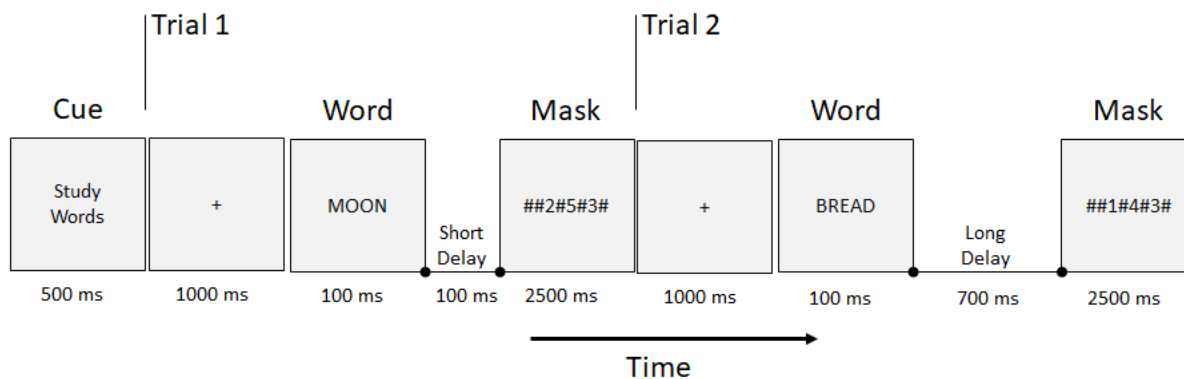 Trial 1
Trial 2
Cue
Word
Mask
Word
Mask
Study
Words
+
MOON
##2#5#3#
+
BREAD
##1#4#3#
Short
Delay
Long
Delay
500 ms
1000 ms
100 ms
100 ms
2500 ms
1000 ms
100 ms
700 ms
2500 ms
Time